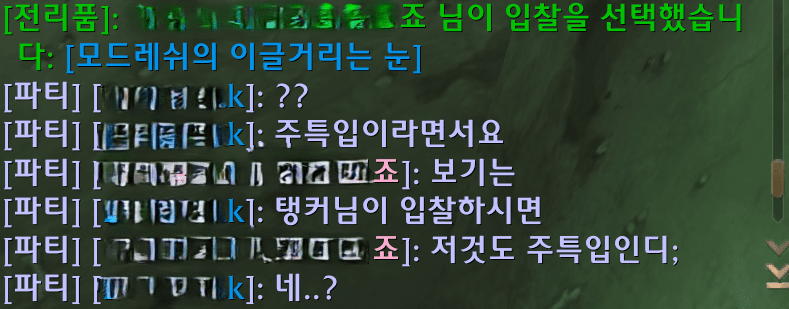 [전리품]: 죠 님이 입찰을 선택했습니
다: [모드레쉬의 이글거리는 눈]
[파티] [k]: ??
[파티] [k]: 주특입이라면서요
[파티] [죠]: 보기는
[파티] [k]: 탱커님이 입찰하시면
[파티] [죠]: 저것도 주특입인디;
[파티] [k]: 네..?